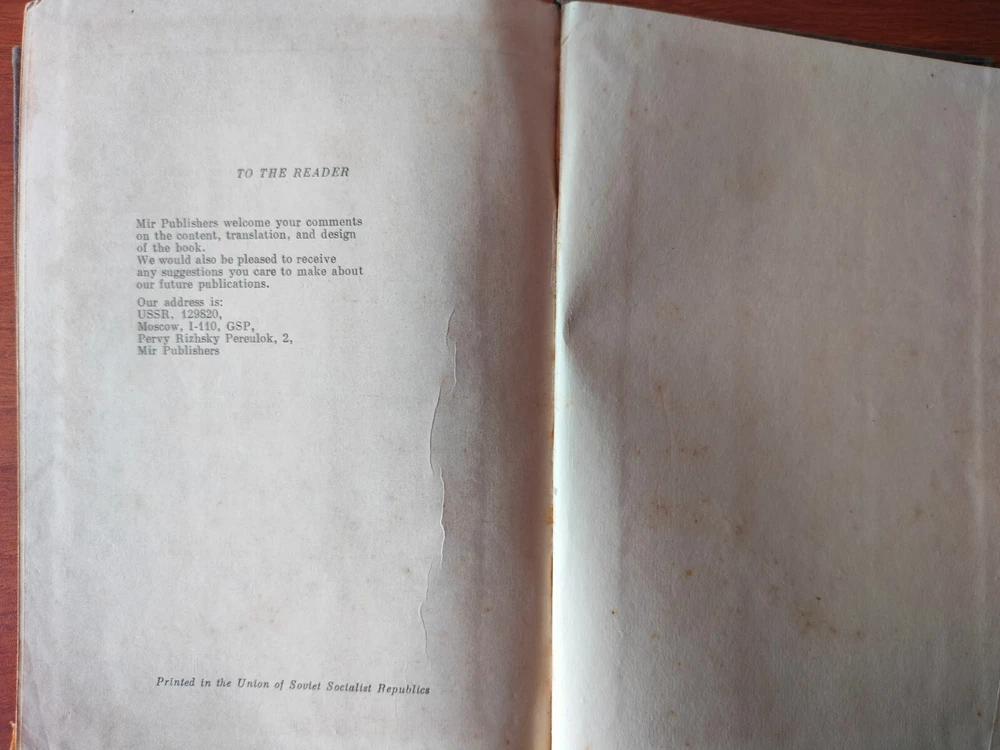 TO THE READER
Mir Publishers welcome your comments
on the content, translation, and design
of the book.
We would also be pleased to receive
any suggestions you care to make about
our future publications.
Our address is:
USSR, 129820,
Moscow, I-110, GSP,
Pervy Rizhsky Pereulok, 2,
Mir Publishers
Printed in the Union of Soviet Socialist Republics